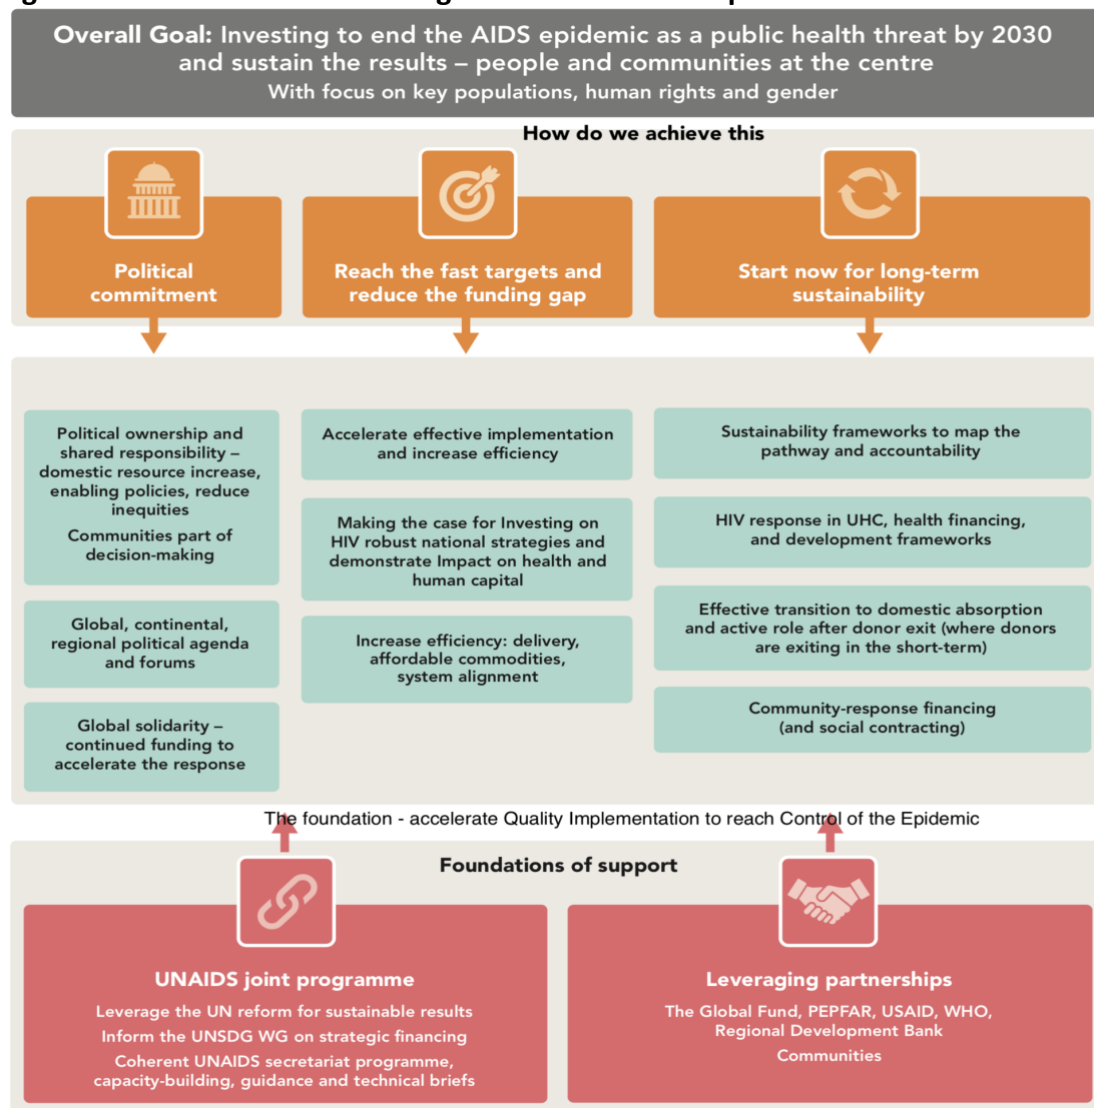 Overall Goal: Investing to end the AIDS epidemic as a public health threat by 2030
and sustain the results – people and communities at the centre
With focus on key populations, human rights and gender
How do we achieve this
Political
commitment
Reach the fast targets and
reduce the funding gap
Start now for long-term
sustainability
Political ownership and
shared responsibility –
domestic resource increase,
enabling policies, reduce
inequities
Communities part of
decision-making
Global, continental,
regional political agenda
and forums
Global solidarity –
continued funding to
accelerate the response
Accelerate effective implementation
and increase efficiency
Making the case for Investing on
HIV robust national strategies and
demonstrate Impact on health and
human capital
Increase efficiency: delivery,
affordable commodities,
system alignment
Sustainability frameworks to map the
pathway and accountability
HIV response in UHC, health financing,
and development frameworks
Effective transition to domestic absorption
and active role after donor exit (where donors
are exiting in the short-term)
Community-response financing
(and social contracting)
The foundation - accelerate Quality Implementation to reach Control of the Epidemic
Foundations of support
UNAIDS joint programme
Leverage the UN reform for sustainable results
Inform the UNSDG WG on strategic financing
Coherent UNAIDS secretariat programme,
capacity-building, guidance and technical briefs
Leveraging partnerships
The Global Fund, PEPFAR, USAID, WHO,
Regional Development Bank
Communities